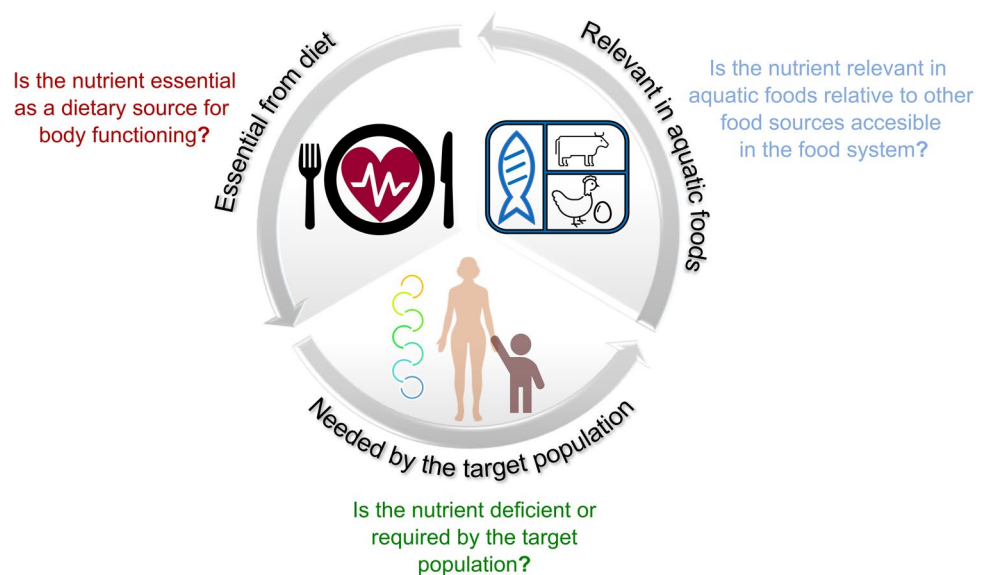 Essential from diet
Relevant in aquatic foods
Is the nutrient essential
as a dietary source for
body functioning?
Is the nutrient relevant in
aquatic foods relative to other
food sources accesible
in the food system?
Needed by the target population
Is the nutrient deficient or
required by the target
population?